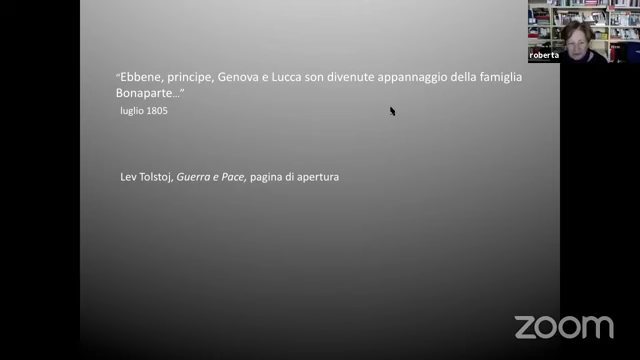 roberta
“Ebbene, principe, Genova e Lucca son divenute appannaggio della famiglia
Bonaparte…”
luglio 1805
Lev Tolstoj, Guerra e Pace, pagina di apertura
zoom